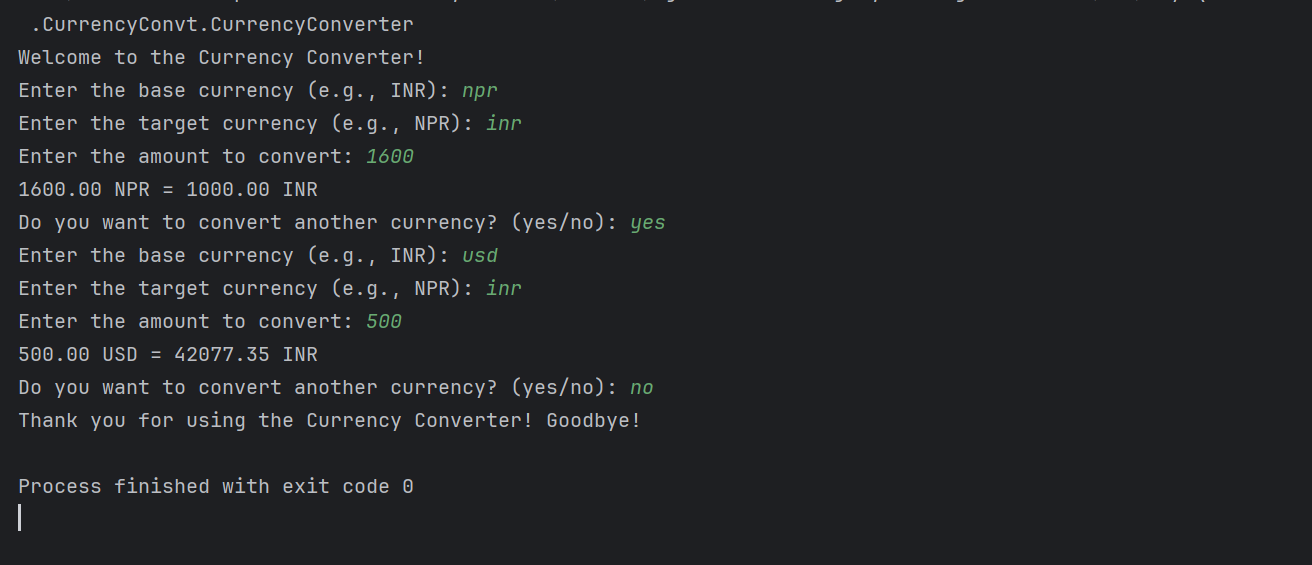 .CurrencyConvt.CurrencyConverter
Welcome to the Currency Converter!
Enter the base currency (e.g., INR): npr
Enter the target currency (e.g., NPR): inr
Enter the amount to convert: 1600
1600.00 NPR = 1000.00 INR
Do you want to convert another currency? (yes/no): yes
Enter the base currency (e.g., INR): usd
Enter the target currency (e.g., NPR): inr
Enter the amount to convert: 500
500.00 USD = 42077.35 INR
Do you want to convert another currency? (yes/no): no
Thank you for using the Currency Converter! Goodbye!
Process finished with exit code 0